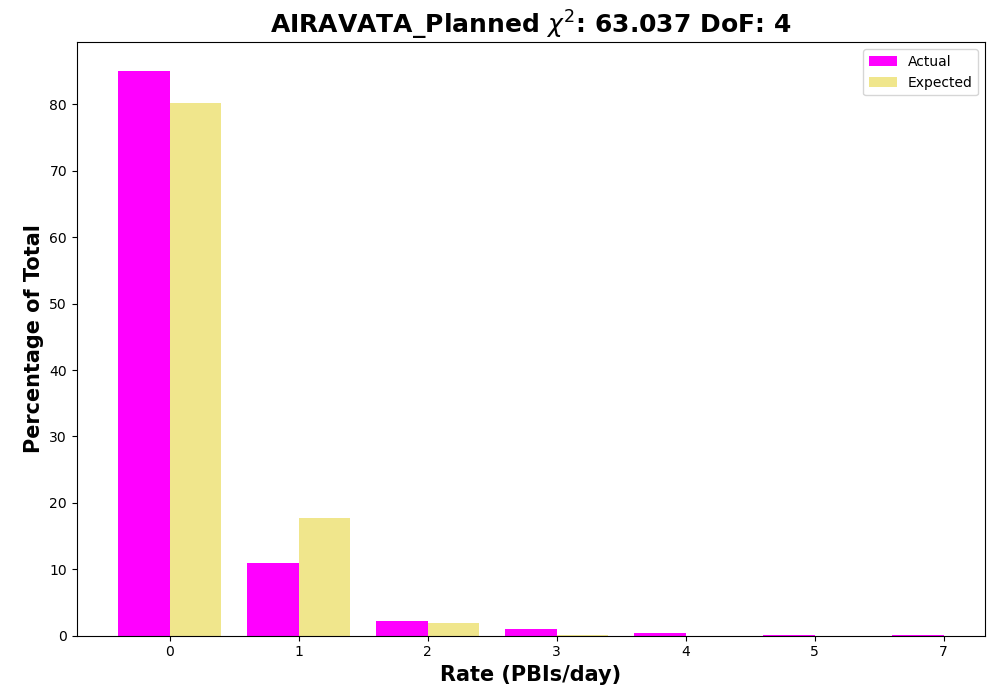 AIRAVATA_Planned χ²: 63.037 DoF: 4
Actual
Expected
Percentage of Total
80
70
60
50
40
30
20
10
0
0 1 2 3 4 5 7
Rate (PBIs/day)